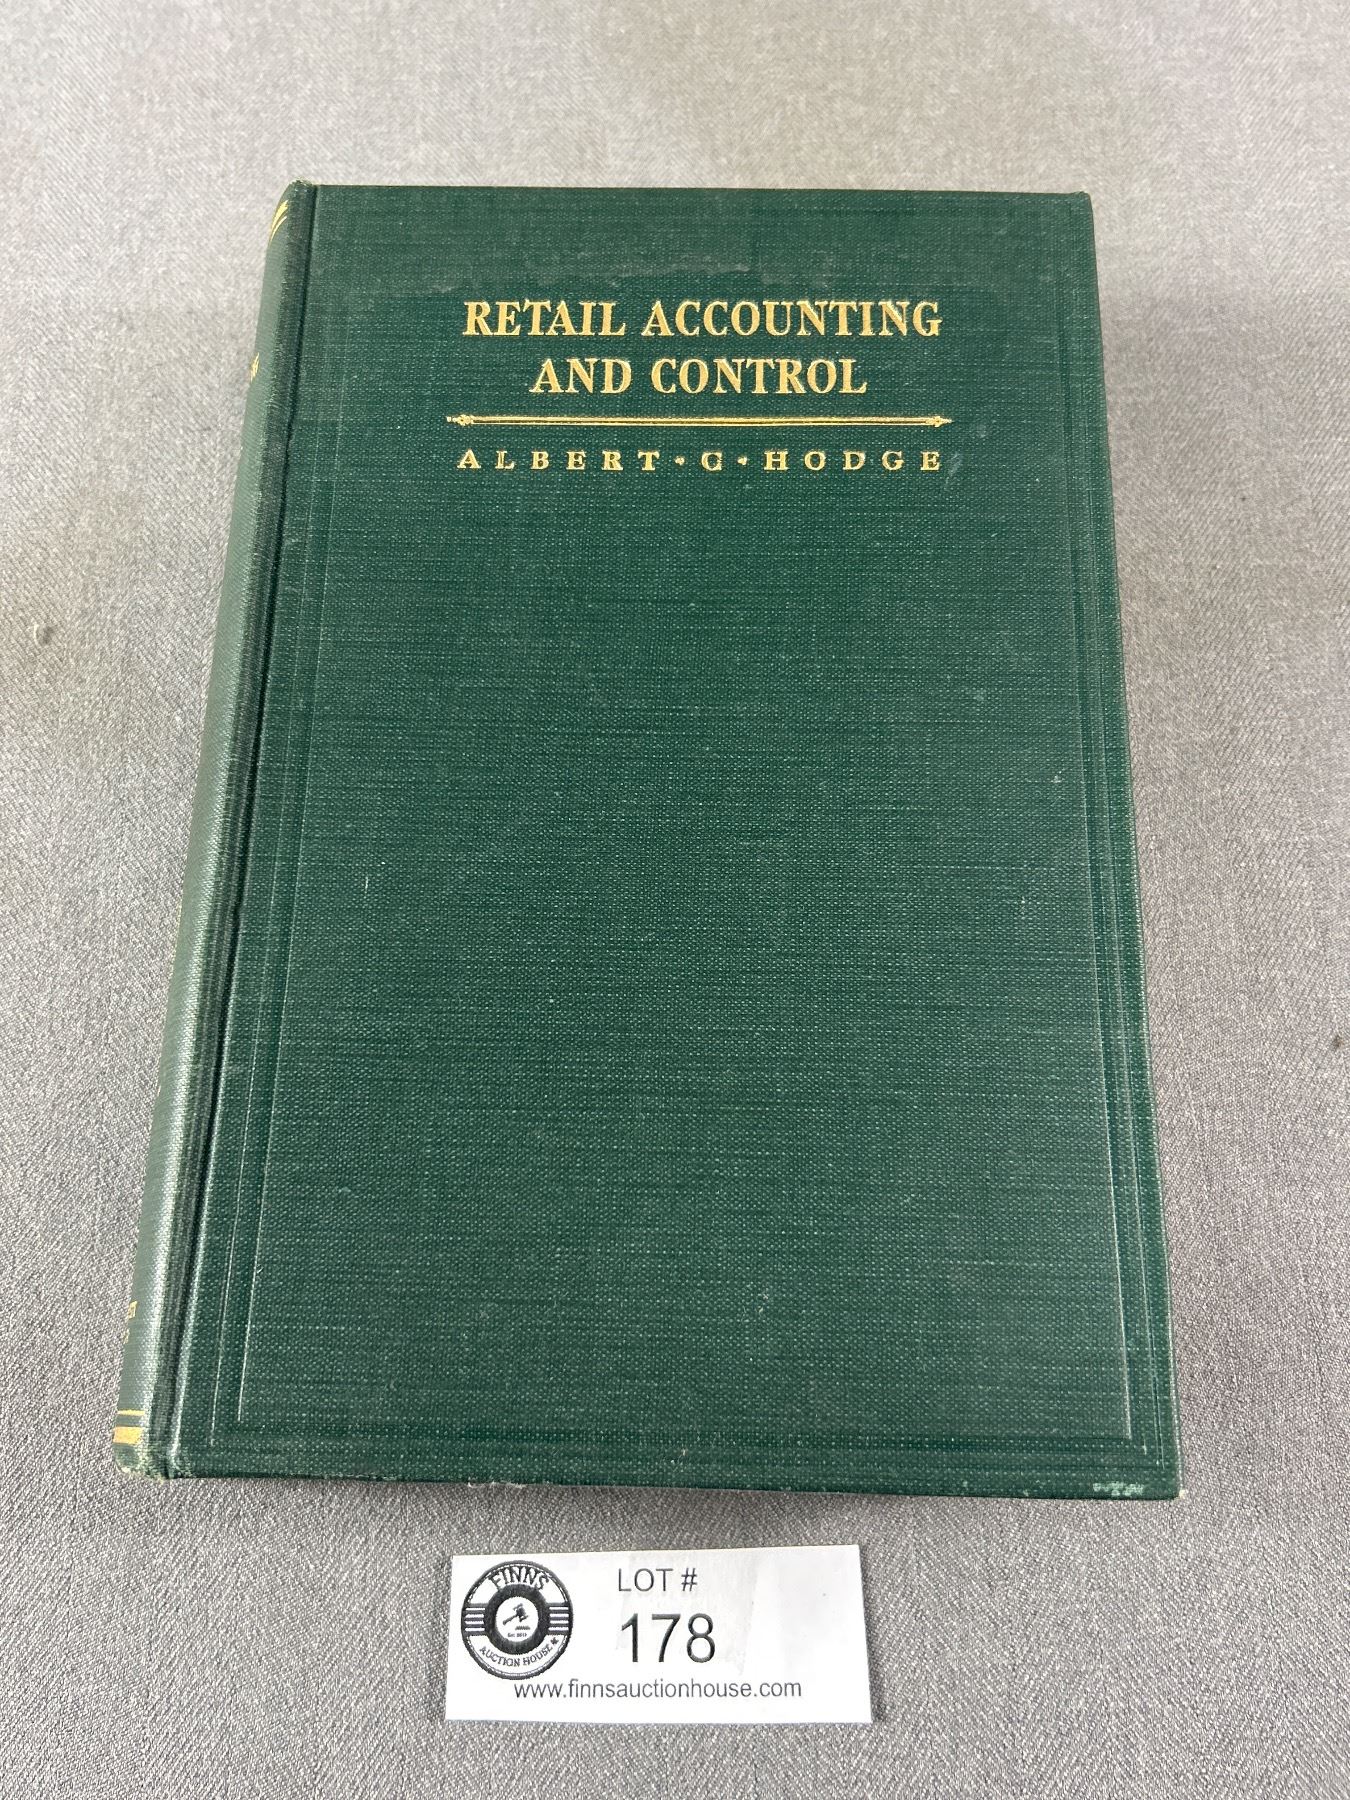 RETAIL ACCOUNTING
AND CONTROL
ALBERT · C · HODGE
FINNS
AUCTION HOUSE
LOT #
178
www.finnsauctionhouse.com